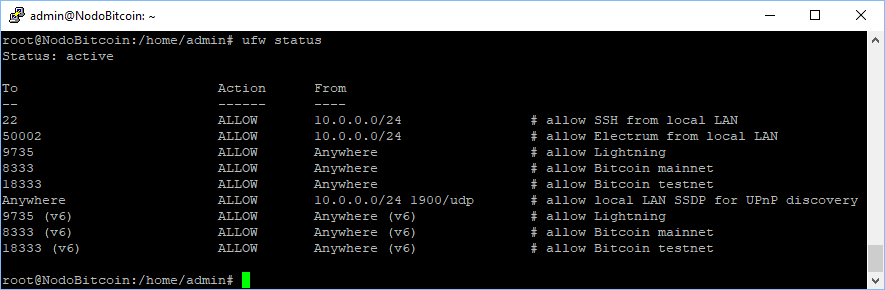 admin@NodoBitcoin: ~
root@NodoBitcoin:/home/admin# ufw status
Status: active
To Action From
-- ------ ----
22 ALLOW 10.0.0.0/24 # allow SSH from local LAN
50002 ALLOW 10.0.0.0/24 # allow Electrum from local LAN
9735 ALLOW Anywhere # allow Lightning
8333 ALLOW Anywhere # allow Bitcoin mainnet
18333 ALLOW Anywhere # allow Bitcoin testnet
Anywhere ALLOW 10.0.0.0/24 1900/udp # allow local LAN SSDP for UPnP discovery
9735 (v6) ALLOW Anywhere (v6) # allow Lightning
8333 (v6) ALLOW Anywhere (v6) # allow Bitcoin mainnet
18333 (v6) ALLOW Anywhere (v6) # allow Bitcoin testnet
root@NodoBitcoin:/home/admin#